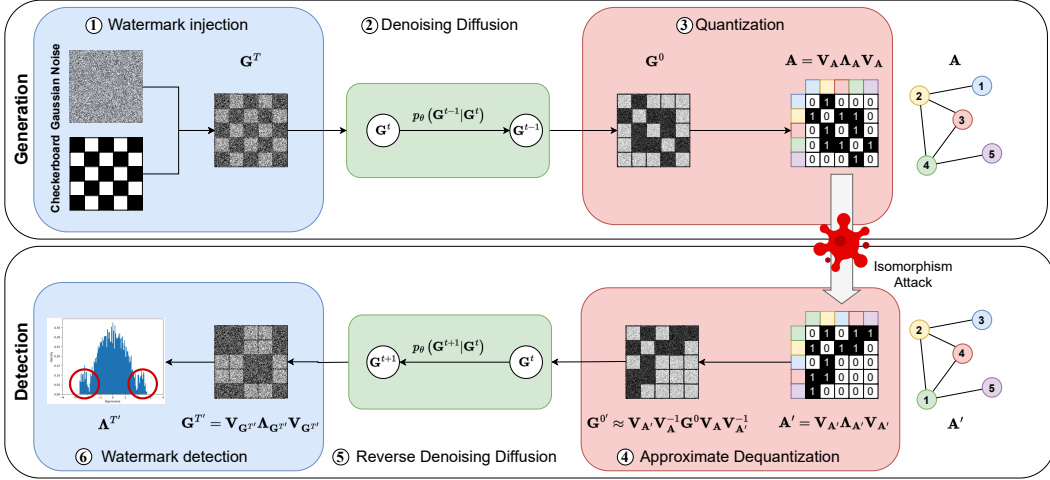 Generation
① Watermark injection
Gaussian Noise
Checkerboard
G^T
② Denoising Diffusion
p_θ (G^{t-1}|G^t)
G^t
G^{t-1}
③ Quantization
G^0
A = V_A Λ_A V_A
0 1 0 0 0
1 0 1 1 0
0 1 0 1 0
0 1 1 0 1
0 0 0 1 0
A
1
2
3
4
5
Isomorphism
Attack
Detection
Λ^{T'}
G^{T'} = V_{G^{T'}} Λ_{G^{T'}} V_{G^{T'}}
⑥ Watermark detection
p_θ (G^{t+1}|G^t)
G^{t+1}
G^t
⑤ Reverse Denoising Diffusion
G^{0'} ≈ V_{A'} V_A^{-1} G^0 V_A V_{A'}^{-1}
④ Approximate Dequantization
0 1 0 1 1
1 0 1 1 0
0 1 0 0 0
1 1 0 0 0
1 0 0 0 0
A' = V_{A'} Λ_{A'} V_{A'}
3
2
4
1
5
A'